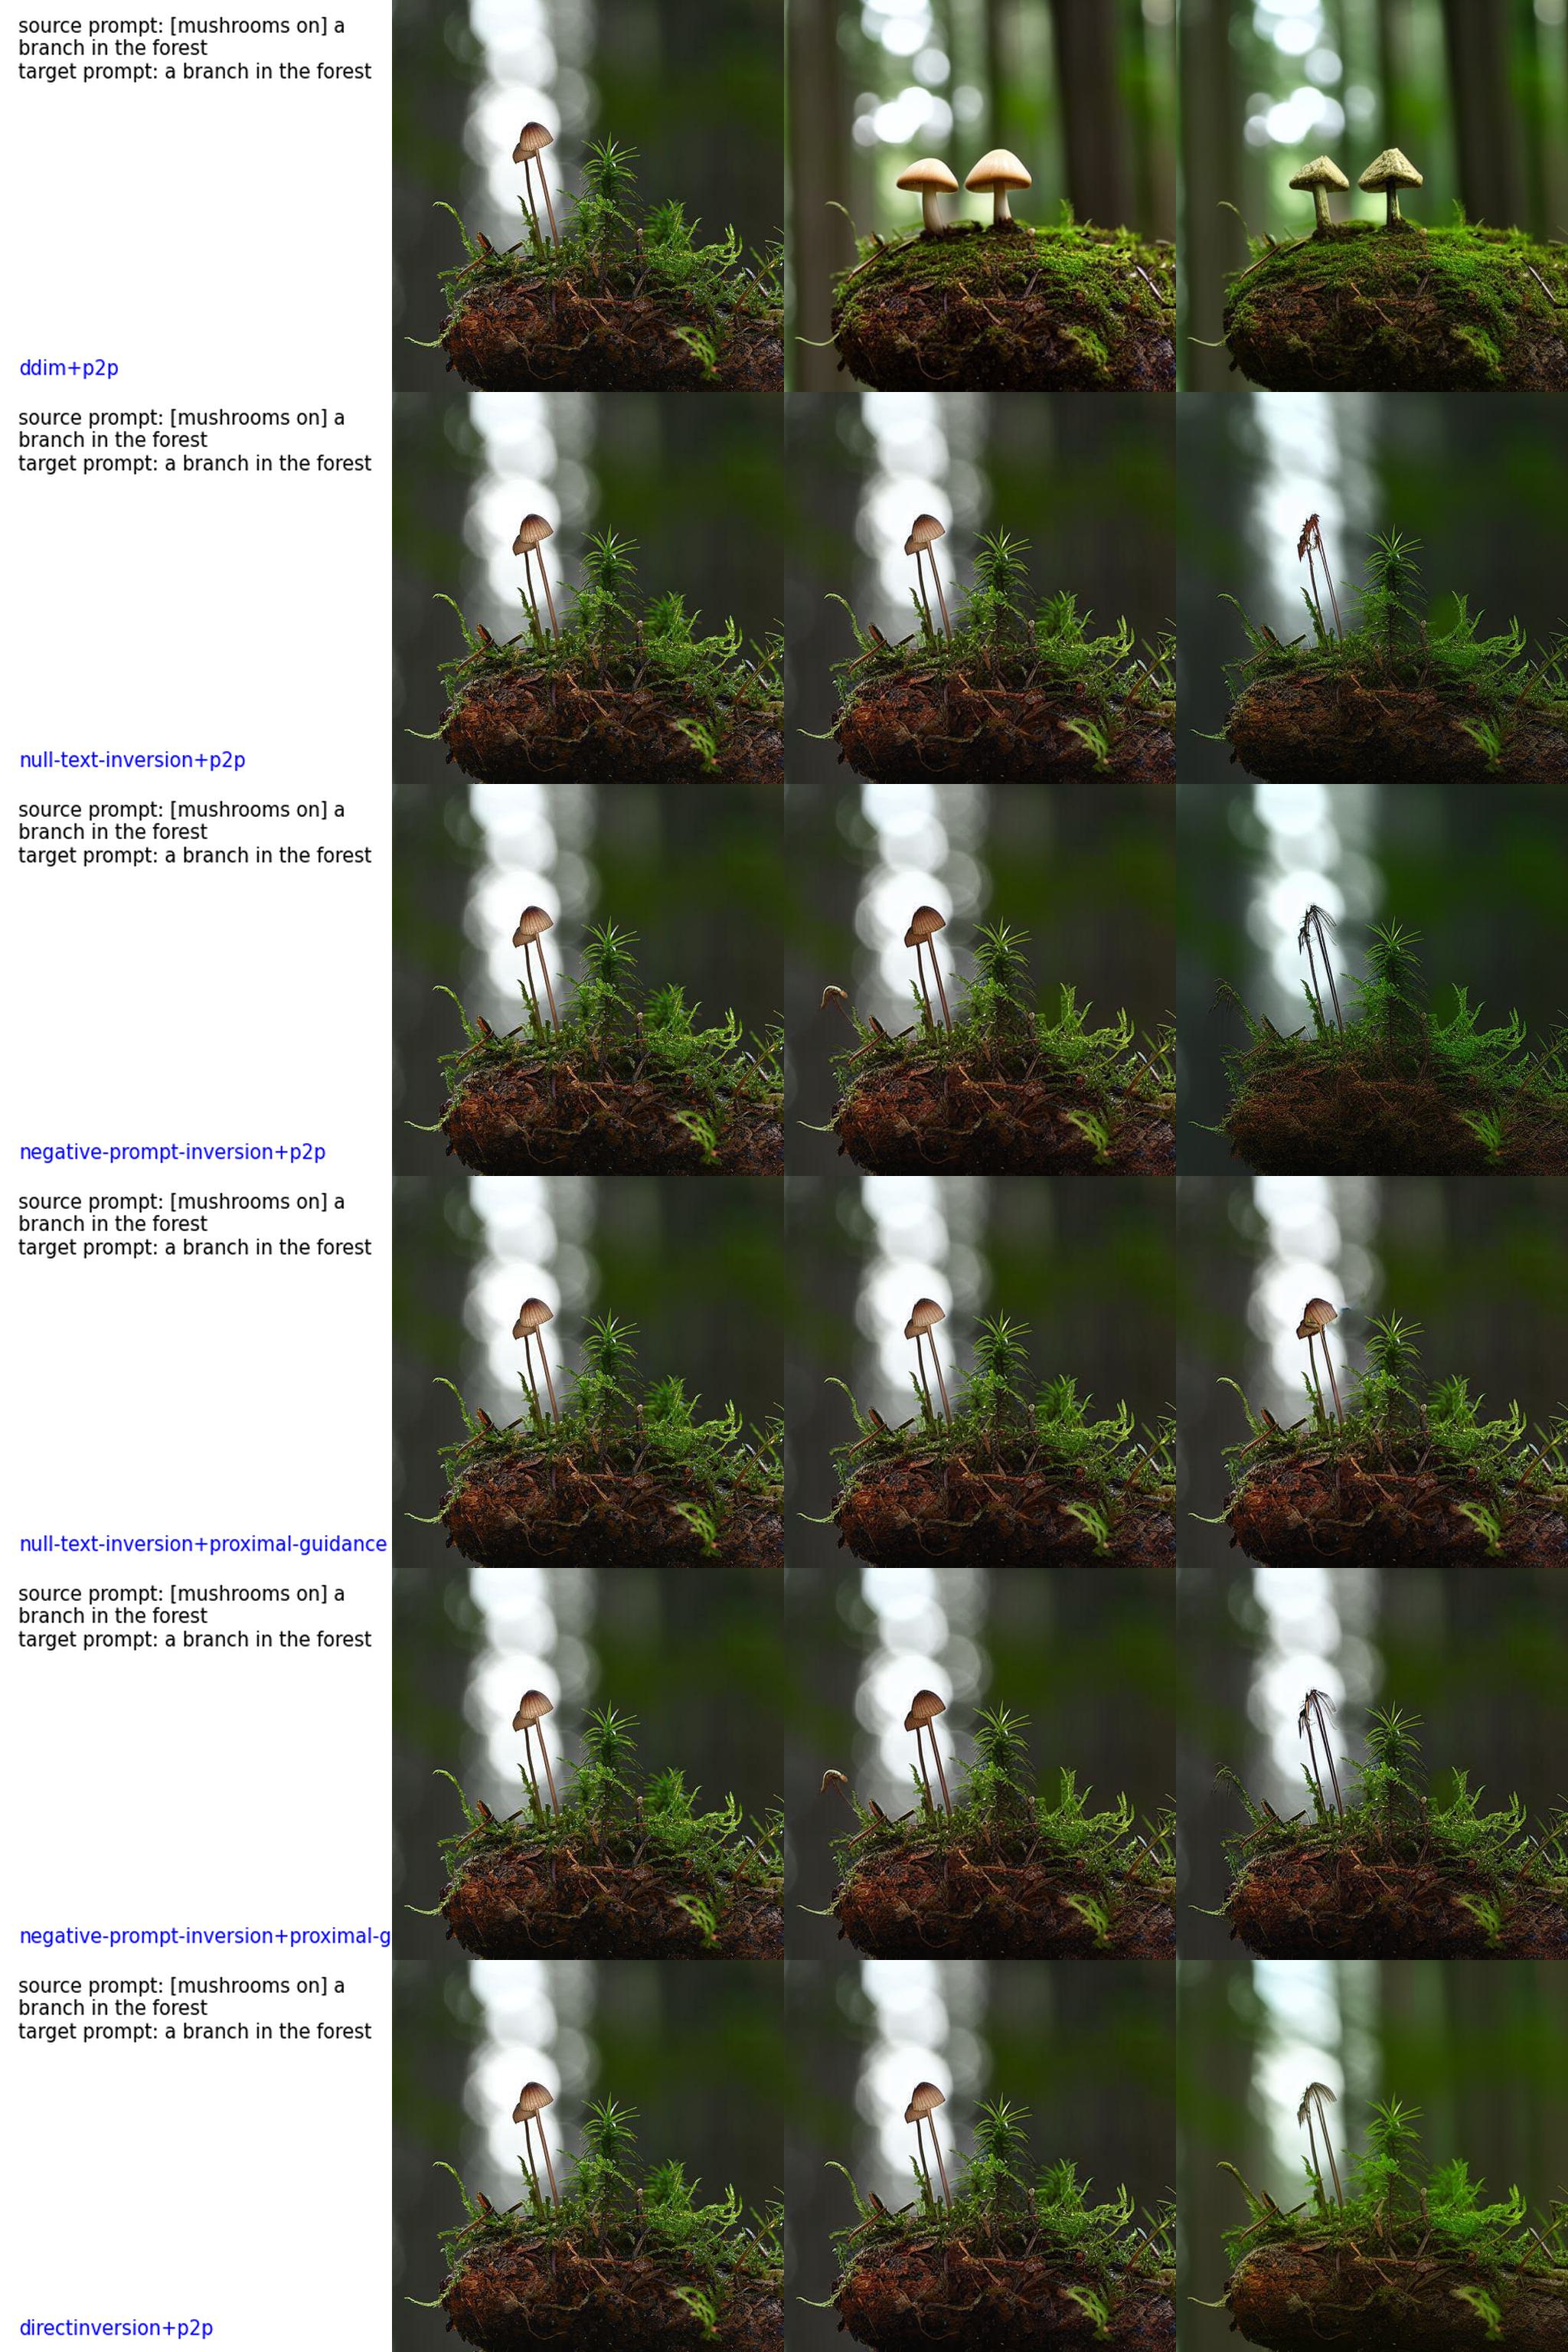 source prompt: [mushrooms on] a
branch in the forest
target prompt: a branch in the forest
ddim+p2p
source prompt: [mushrooms on] a
branch in the forest
target prompt: a branch in the forest
null-text-inversion+p2p
source prompt: [mushrooms on] a
branch in the forest
target prompt: a branch in the forest
negative-prompt-inversion+p2p
source prompt: [mushrooms on] a
branch in the forest
target prompt: a branch in the forest
null-text-inversion+proximal-guidance
source prompt: [mushrooms on] a
branch in the forest
target prompt: a branch in the forest
negative-prompt-inversion+proximal-g
source prompt: [mushrooms on] a
branch in the forest
target prompt: a branch in the forest
directinversion+p2p